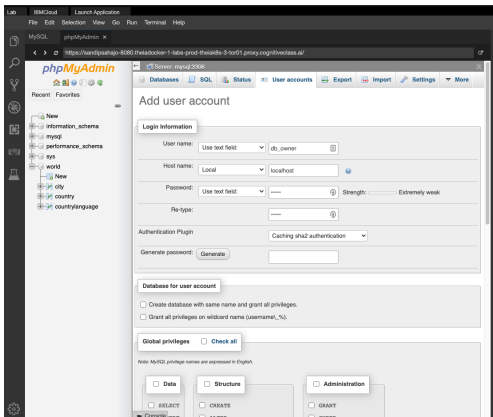 Lab IBMCloud Launch Application
File Edit Selection View Go Run Terminal Help
MySQL phpMyAdmin ×
https://sandipsahajo-8080.theiadocker-1-labs-prod-theiak8s-3-tor01.proxy.cognitiveclass.ai/
phpMyAdmin
Recent Favorites
New
information_schema
mysql
performance_schema
sys
world
New
city
country
countrylanguage
Server: mysql:3306
Databases SQL Status User accounts Export Import Settings More
Add user account
Login Information
User name: Use text field: db_owner
Host name: Local localhost
Password: Use text field: ----- Strength: Extremely weak
Re-type: -----
Authentication Plugin Caching sha2 authentication
Generate password: Generate
Database for user account
Create database with same name and grant all privileges.
Grant all privileges on wildcard name (username\_%).
Global privileges Check all
Note: MySQL privilege names are expressed in English.
Data Structure Administration
SELECT CREATE GRANT
Console